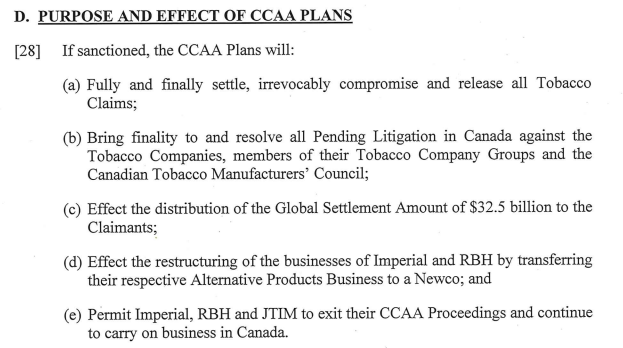 D. PURPOSE AND EFFECT OF CCAA PLANS
[28] If sanctioned, the CCAA Plans will:
(a) Fully and finally settle, irrevocably compromise and release all Tobacco
Claims;
(b) Bring finality to and resolve all Pending Litigation in Canada against the
Tobacco Companies, members of their Tobacco Company Groups and the
Canadian Tobacco Manufacturers' Council;
(c) Effect the distribution of the Global Settlement Amount of $32.5 billion to the
Claimants;
(d) Effect the restructuring of the businesses of Imperial and RBH by transferring
their respective Alternative Products Business to a Newco; and
(e) Permit Imperial, RBH and JTIM to exit their CCAA Proceedings and continue
to carry on business in Canada.